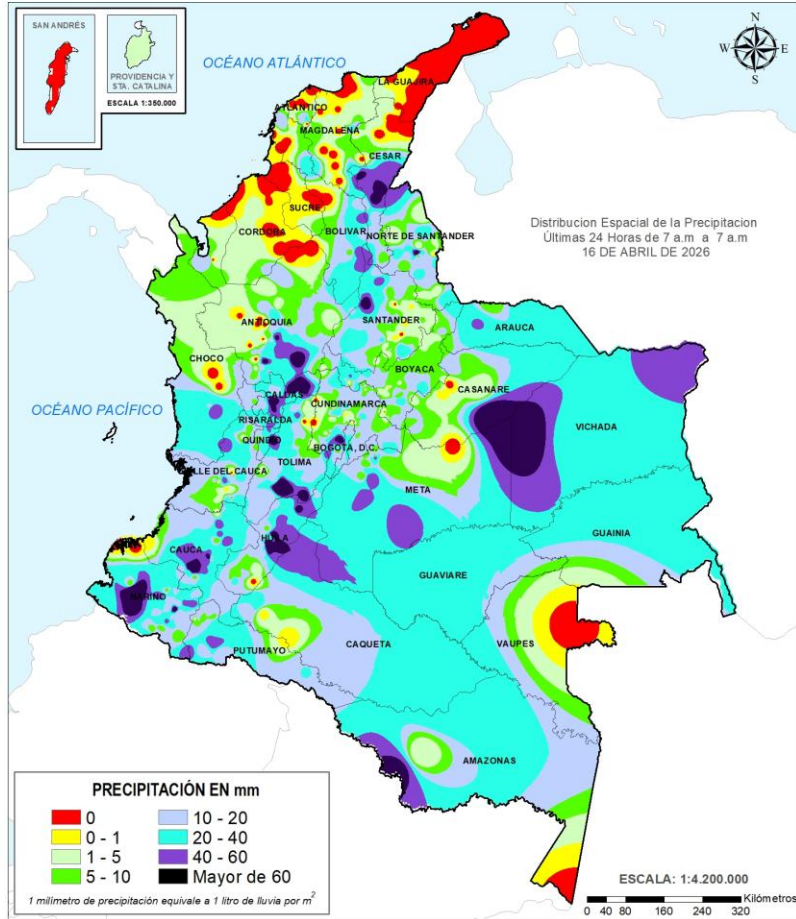 SAN ANDRÉS
PROVIDENCIA Y
STA. CATALINA
ESCALA 1:350.000
OCÉANO ATLÁNTICO
N
W
E
S
LA GUAJIRA
ATLANTICO
MAGDALENA
CESAR
SUCRE
CORDOBA
BOLIVAR
NORTE DE SANTANDER
Distribucion Espacial de la Precipitacion
Últimas 24 Horas de 7 a.m a 7 a.m
16 DE ABRIL DE 2026
ANTIOQUIA
SANTANDER
ARAUCA
CHOCO
BOYACA
CASANARE
OCÉANO PACÍFICO
CALDAS
CUNDINAMARCA
VICHADA
RISARALDA
QUINDIO
BOGOTA, D.C.
TOLIMA
VALLE DEL CAUCA
META
GUAINIA
CAUCA
HUILA
GUAVIARE
NARIÑO
PUTUMAYO
CAQUETA
VAUPES
AMAZONAS
PRECIPITACIÓN EN mm
0
0 - 1
1 - 5
5 - 10
10 - 20
20 - 40
40 - 60
Mayor de 60
1 milímetro de precipitación equivale a 1 litro de lluvia por m²
ESCALA: 1:4.200.000
Kilómetros
0 40 80 160 240 320